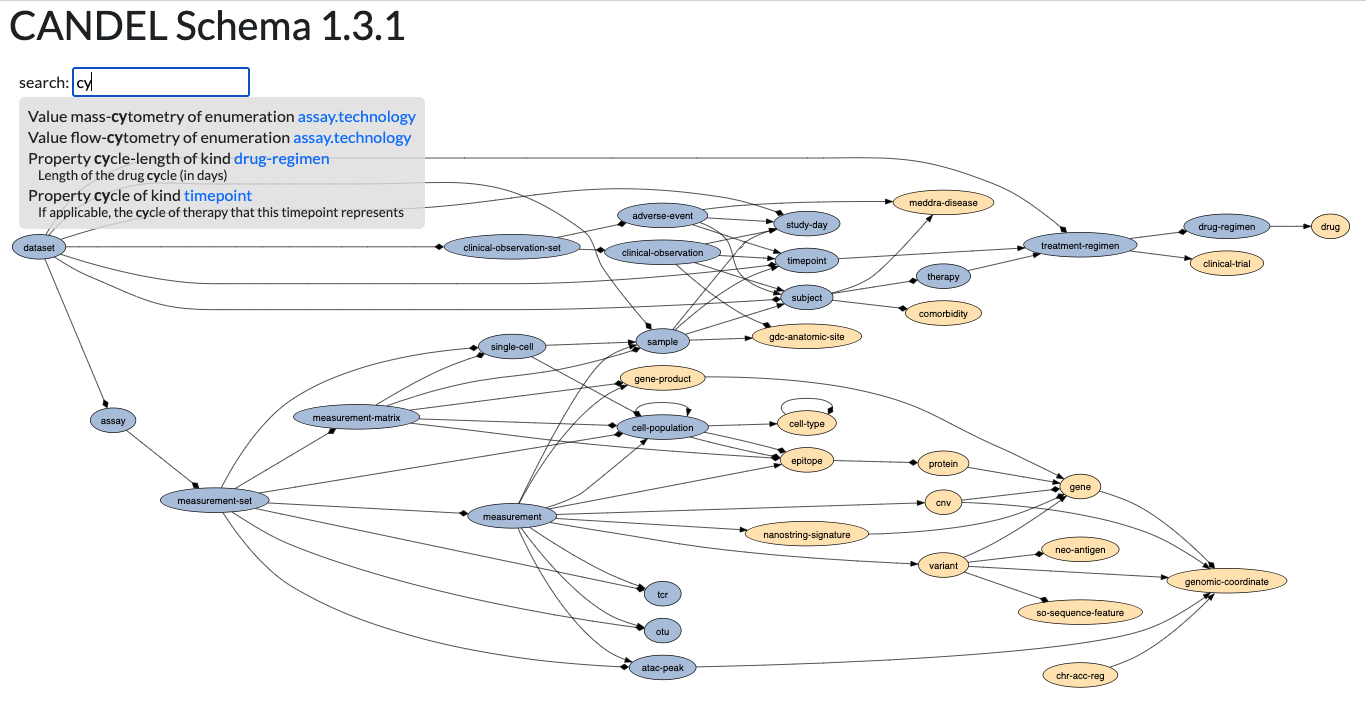 CANDEL Schema 1.3.1
search: cy
Value mass-cytometry of enumeration assay.technology
Value flow-cytometry of enumeration assay.technology
Property cycle-length of kind drug-regimen
Length of the drug cycle (in days)
Property cycle of kind timepoint
If applicable, the cycle of therapy that this timepoint represents
dataset
clinical-observation-set
adverse-event
clinical-observation
study-day
timepoint
subject
meddra-disease
therapy
comorbidity
treatment-regimen
drug-regimen
drug
clinical-trial
single-cell
sample
gdc-anatomic-site
gene-product
assay
measurement-matrix
cell-population
cell-type
epitope
protein
gene
measurement-set
measurement
cnv
nanostring-signature
variant
neo-antigen
genomic-coordinate
so-sequence-feature
tcr
otu
atac-peak
chr-acc-reg